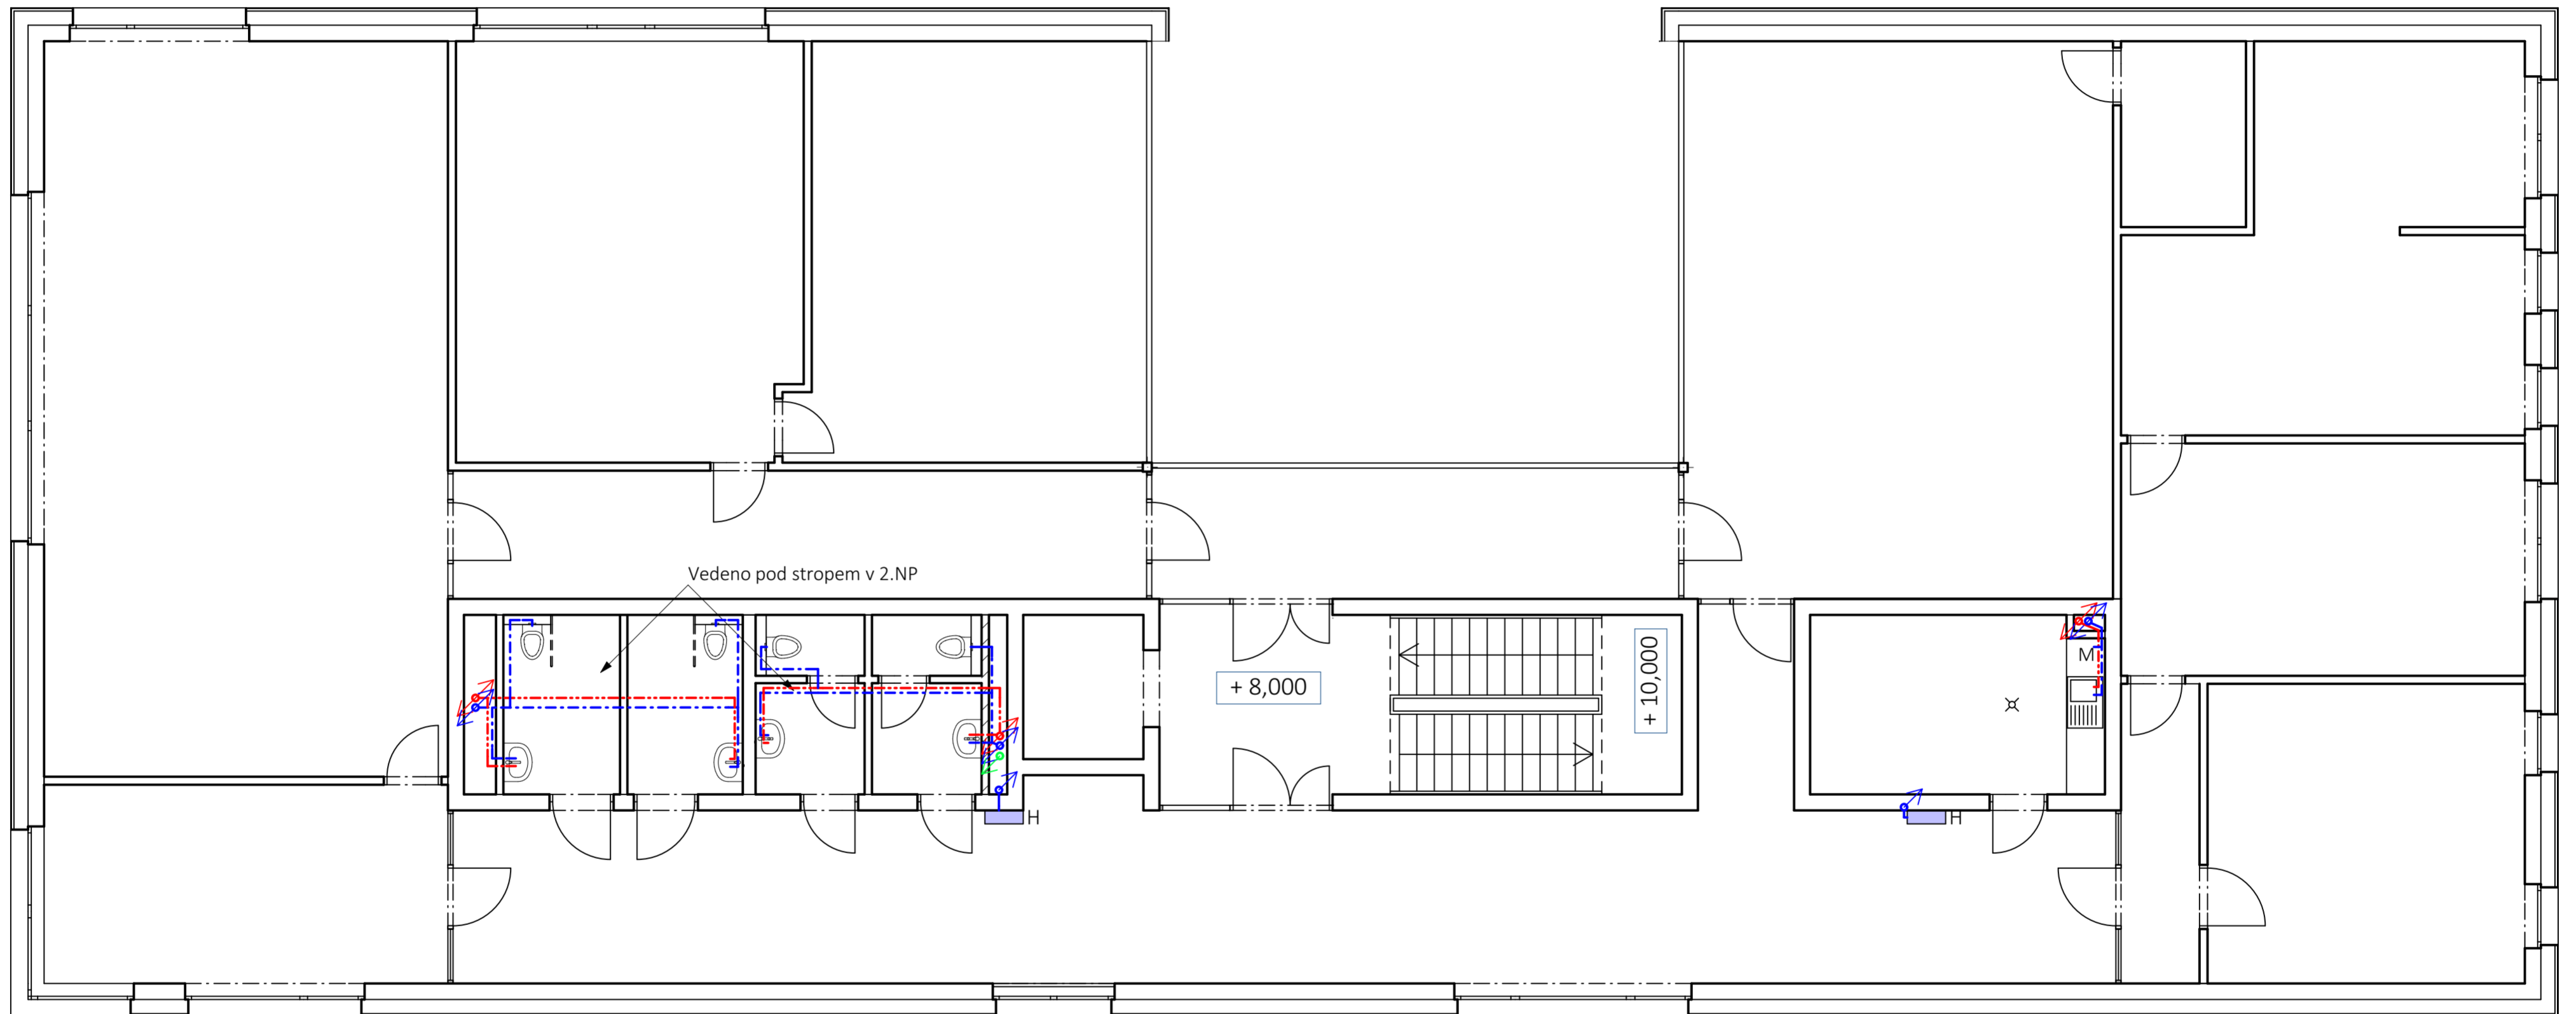 Vedeno pod stropem v 2.NP
+ 8,000
+ 10,000
M
H
H